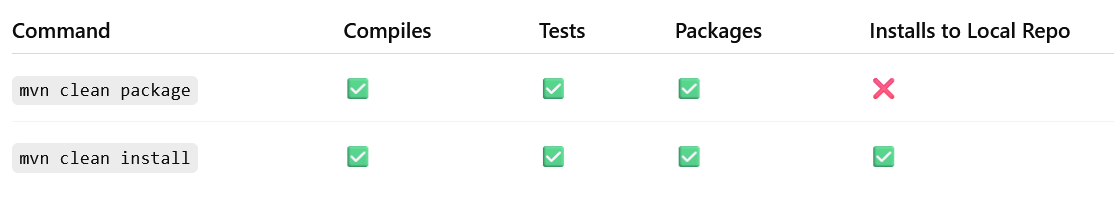 Command Compiles Tests Packages Installs to Local Repo
mvn clean package ✅ ✅ ✅ ❌
mvn clean install ✅ ✅ ✅ ✅